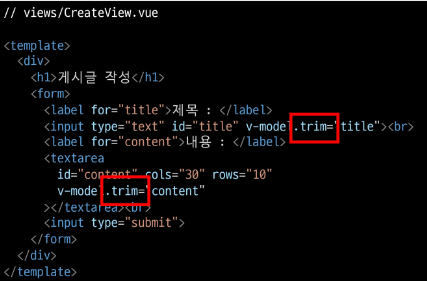 // views/CreateView.vue
<template>
<div>
<h1>게시글 작성</h1>
<form>
<label for="title">제목 : </label>
<input type="text" id="title" v-model.trim="title"><br>
<label for="content">내용 : </label>
<textarea
id="content" cols="30" rows="10"
v-model.trim="content"
></textarea><br>
<input type="submit">
</form>
</div>
</template>